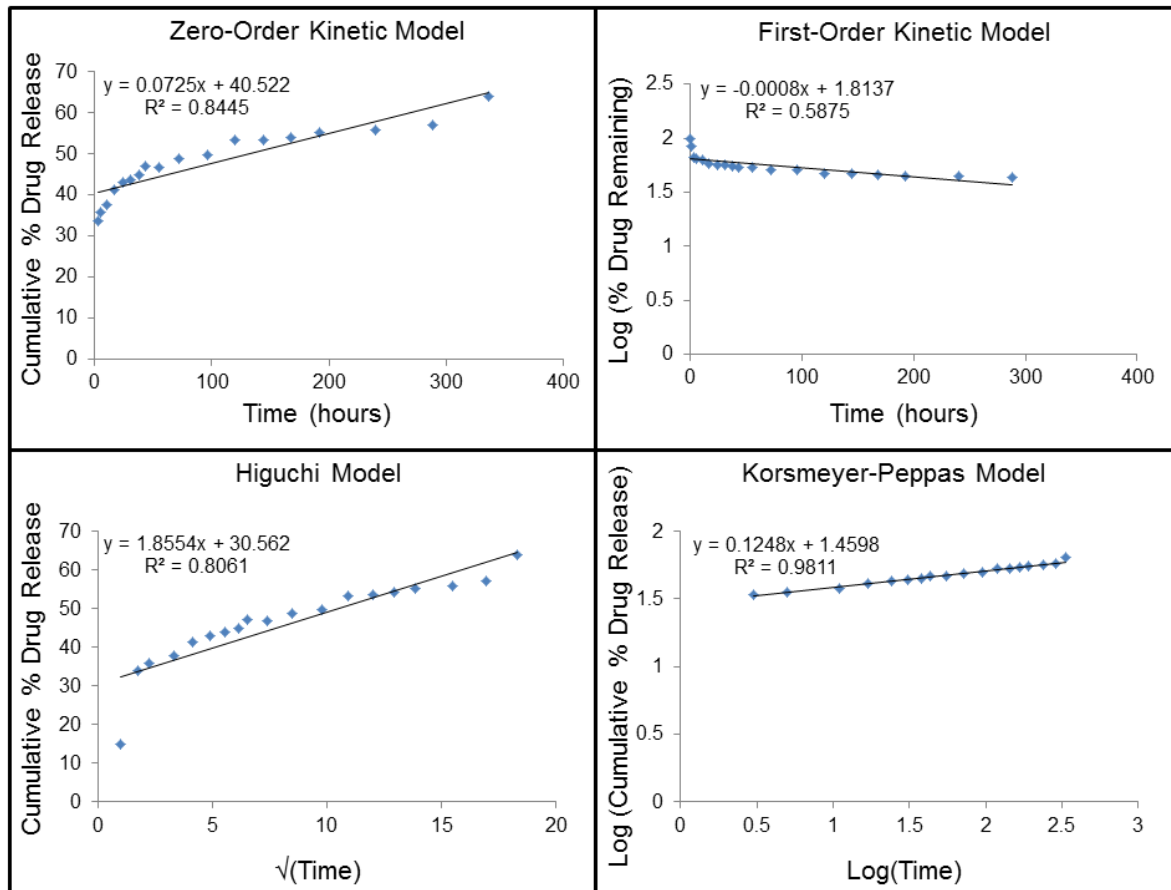 Zero-Order Kinetic Model
y = 0.0725x + 40.522
R² = 0.8445
Cumulative % Drug Release
70
60
50
40
30
20
10
0
0 100 200 300 400
Time (hours)
First-Order Kinetic Model
y = -0.0008x + 1.8137
R² = 0.5875
Log (% Drug Remaining)
2.5
2
1.5
1
0.5
0
0 100 200 300 400
Time (hours)
Higuchi Model
y = 1.8554x + 30.562
R² = 0.8061
Cumulative % Drug Release
70
60
50
40
30
20
10
0
0 5 10 15 20
√(Time)
Korsmeyer-Peppas Model
y = 0.1248x + 1.4598
R² = 0.9811
Log (Cumulative % Drug Release)
2
1.5
1
0.5
0
0 0.5 1 1.5 2 2.5 3
Log(Time)